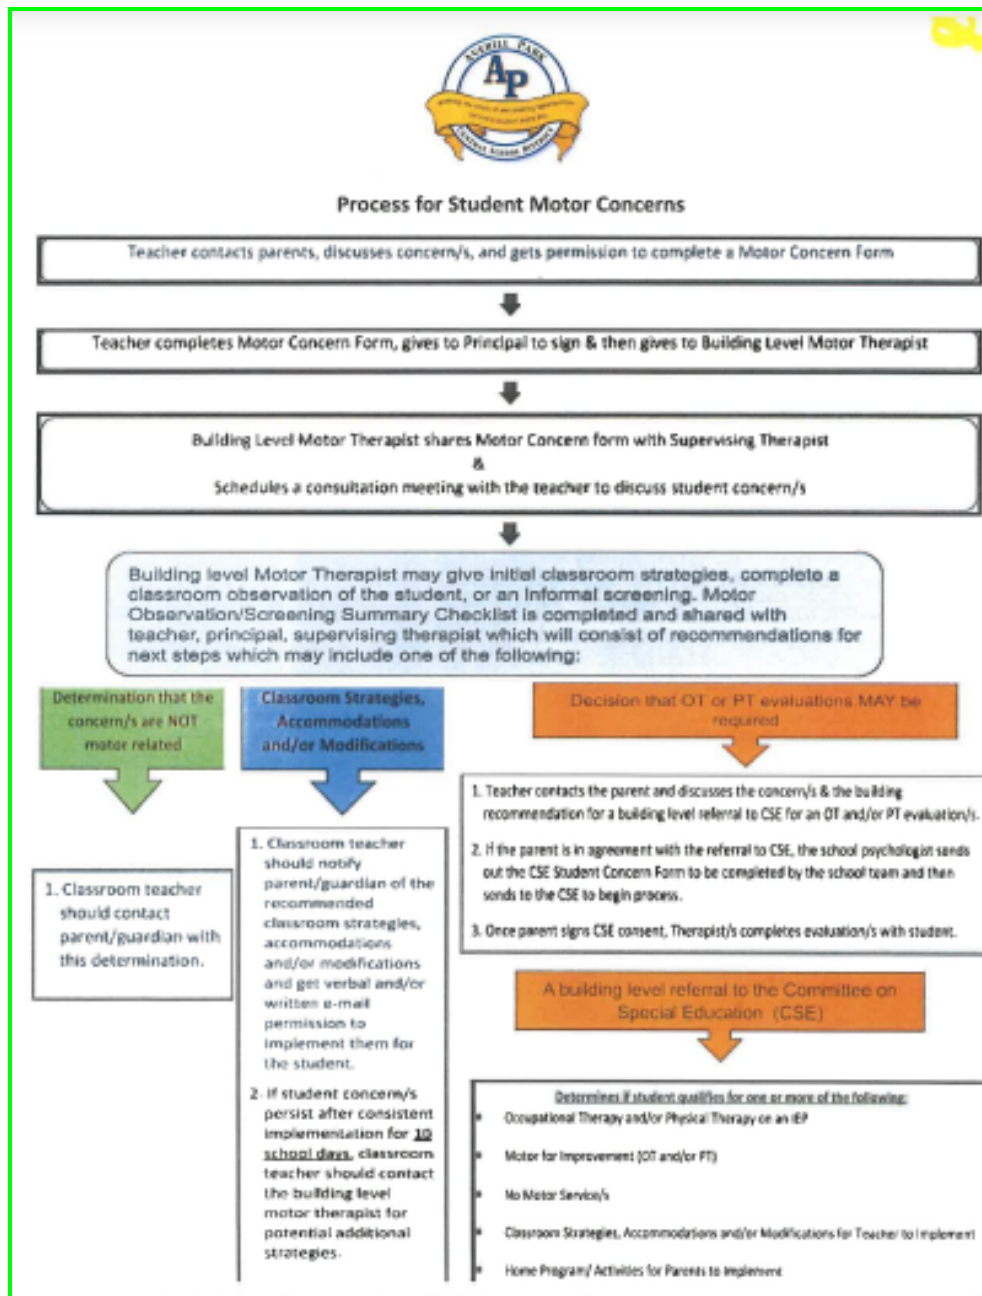 AVERILL PARK
AP
CENTRAL SCHOOL DISTRICT
Process for Student Motor Concerns
Teacher contacts parents, discusses concern/s, and gets permission to complete a Motor Concern Form
Teacher completes Motor Concern Form, gives to Principal to sign & then gives to Building Level Motor Therapist
Building Level Motor Therapist shares Motor Concern form with Supervising Therapist
&
Schedules a consultation meeting with the teacher to discuss student concern/s
Building level Motor Therapist may give initial classroom strategies, complete a
classroom observation of the student, or an Informal screening. Motor
Observation/Screening Summary Checklist is completed and shared with
teacher, principal, supervising therapist which will consist of recommendations for
next steps which may include one of the following:
Determination that the
concern/s are NOT
motor related
1. Classroom teacher
should contact
parent/guardian with
this determination.
Classroom Strategies,
Accommodations
and/or Modifications
1. Classroom teacher
should notify
parent/guardian of the
recommended
classroom strategies,
accommodations
and/or modifications
and get verbal and/or
written e-mail
permission to
implement them for
the student.
2. If student concern/s
persist after consistent
implementation for 10
school days, classroom
teacher should contact
the building level
motor therapist for
potential additional
strategies.
Decision that OT or PT evaluations MAY be
required
1. Teacher contacts the parent and discusses the concern/s & the building
recommendation for a building level referral to CSE for an OT and/or PT evaluation/s.
2. If the parent is in agreement with the referral to CSE, the school psychologist sends
out the CSE Student Concern Form to be completed by the school team and then
sends to the CSE to begin process.
3. Once parent signs CSE consent, Therapist/s completes evaluation/s with student.
A building level referral to the Committee on
Special Education (CSE)
Determines if student qualifies for one or more of the following:
Occupational Therapy and/or Physical Therapy on an IEP
Motor for Improvement (OT and/or PT)
No Motor Service/s
Classroom Strategies, Accommodations and/or Modifications for Teacher to Implement
Home Program/ Activities for Parents to Implement